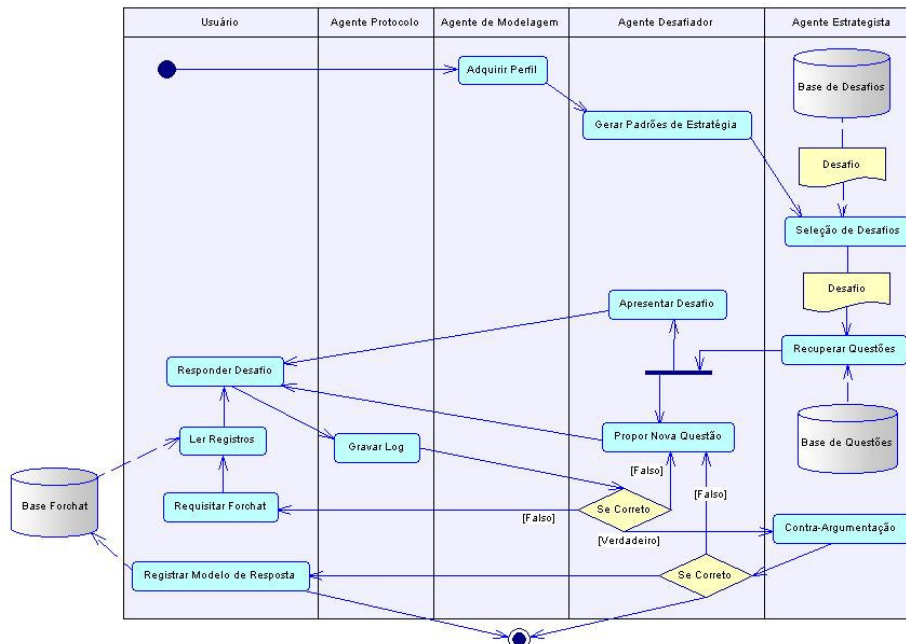 Usuário
Agente Protocolo
Agente de Modelagem
Agente Desafiador
Agente Estrategista
Adquirir Perfil
Base de Desafios
Gerar Padrões de Estratégia
Desafio
Seleção de Desafios
Desafio
Apresentar Desafio
Recuperar Questões
Responder Desafio
Ler Registros
Gravar Log
Propor Nova Questão
Base de Questões
[Falso]
[Falso]
Base Forchat
Requisitar Forchat
[Falso]
Se Correto
[Verdadeiro]
Contra-Argumentação
Registrar Modelo de Resposta
Se Correto